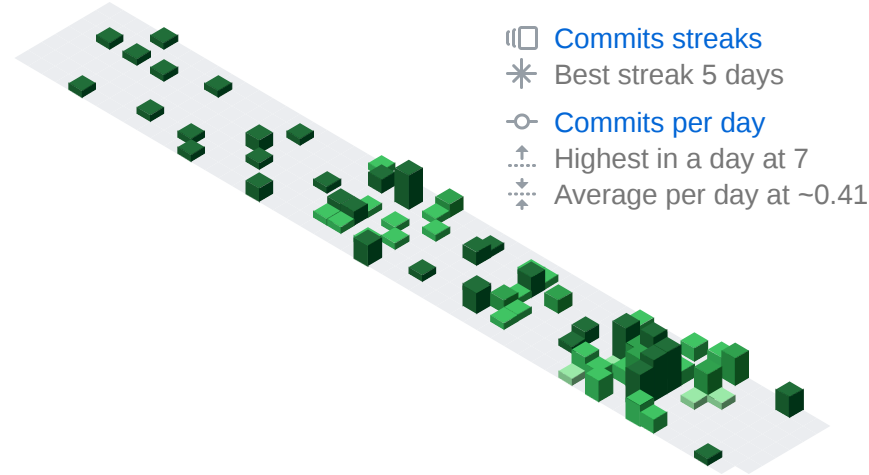 Commits streaks
Best streak 5 days
Commits per day
Highest in a day at 7
Average per day at ~0.41